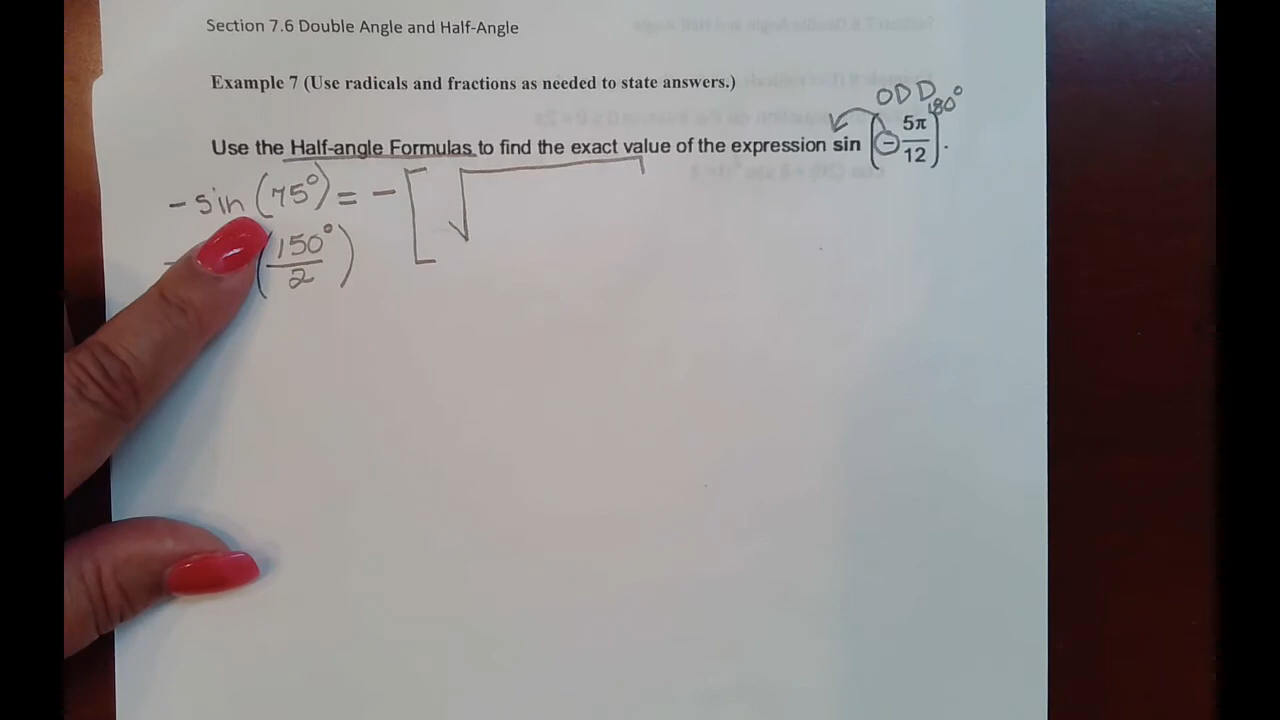 Section 7.6 Double Angle and Half-Angle
Example 7 (Use radicals and fractions as needed to state answers.)
ODD
180°
Use the Half-angle Formulas to find the exact value of the expression sin (- 5π/12).
- sin (75°) = - [ √
(150°/2)